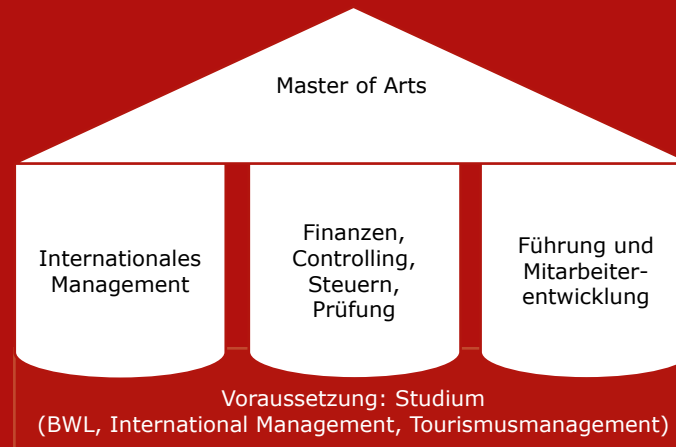 Master of Arts
Internationales
Management
Finanzen,
Controlling,
Steuern,
Prüfung
Führung und
Mitarbeiter-
entwicklung
Voraussetzung: Studium
(BWL, International Management, Tourismusmanagement)